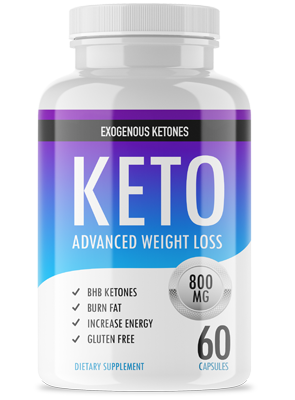 EXOGENOUS KETONES
KETO
ADVANCED WEIGHT LOSS
800
MG
✓ BHB KETONES
✓ BURN FAT
✓ INCREASE ENERGY
✓ GLUTEN FREE
60
CAPSULES
DIETARY SUPPLEMENT